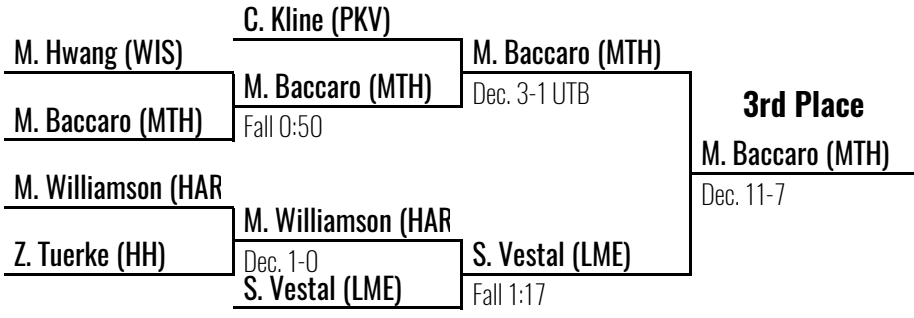 C. Kline (PKV)
M. Hwang (WIS)
M. Baccaro (MTH)
M. Baccaro (MTH)
Dec. 3-1 UTB
M. Baccaro (MTH)
Fall 0:50
3rd Place
M. Baccaro (MTH)
Dec. 11-7
M. Williamson (HAR
M. Williamson (HAR
Z. Tuerke (HH)
Dec. 1-0
S. Vestal (LME)
S. Vestal (LME)
Fall 1:17